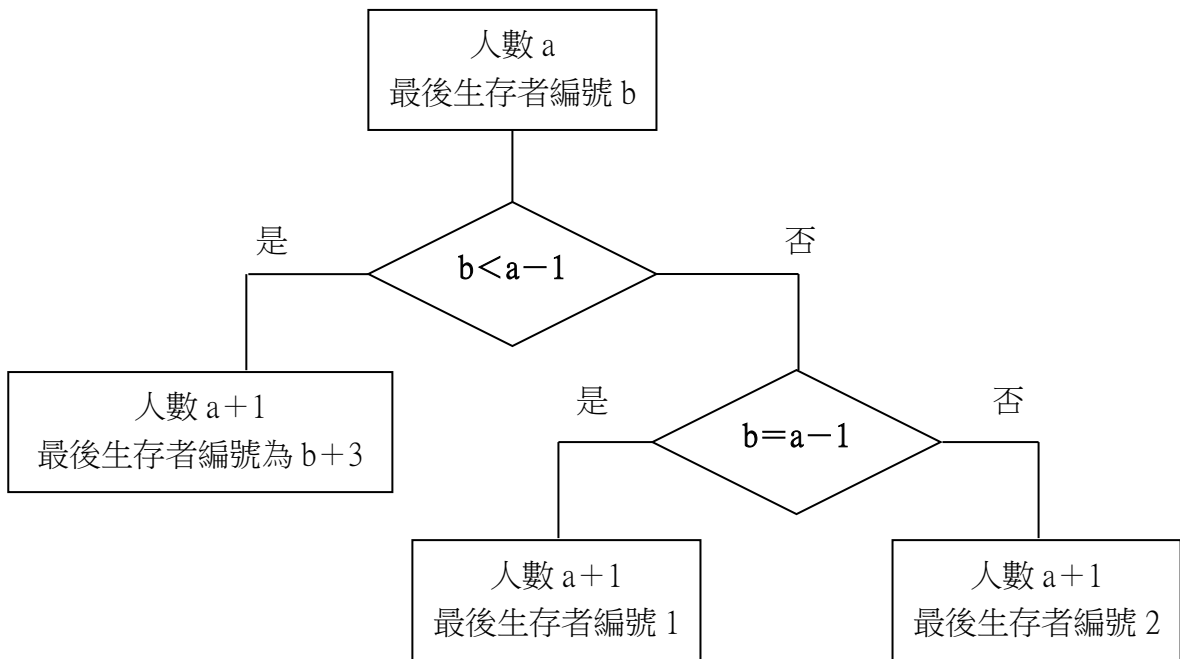 人數 a
最後生存者編號 b
是
否
b＜a－1
人數 a＋1
最後生存者編號為 b＋3
是
否
b＝a－1
人數 a＋1
最後生存者編號 1
人數 a＋1
最後生存者編號 2